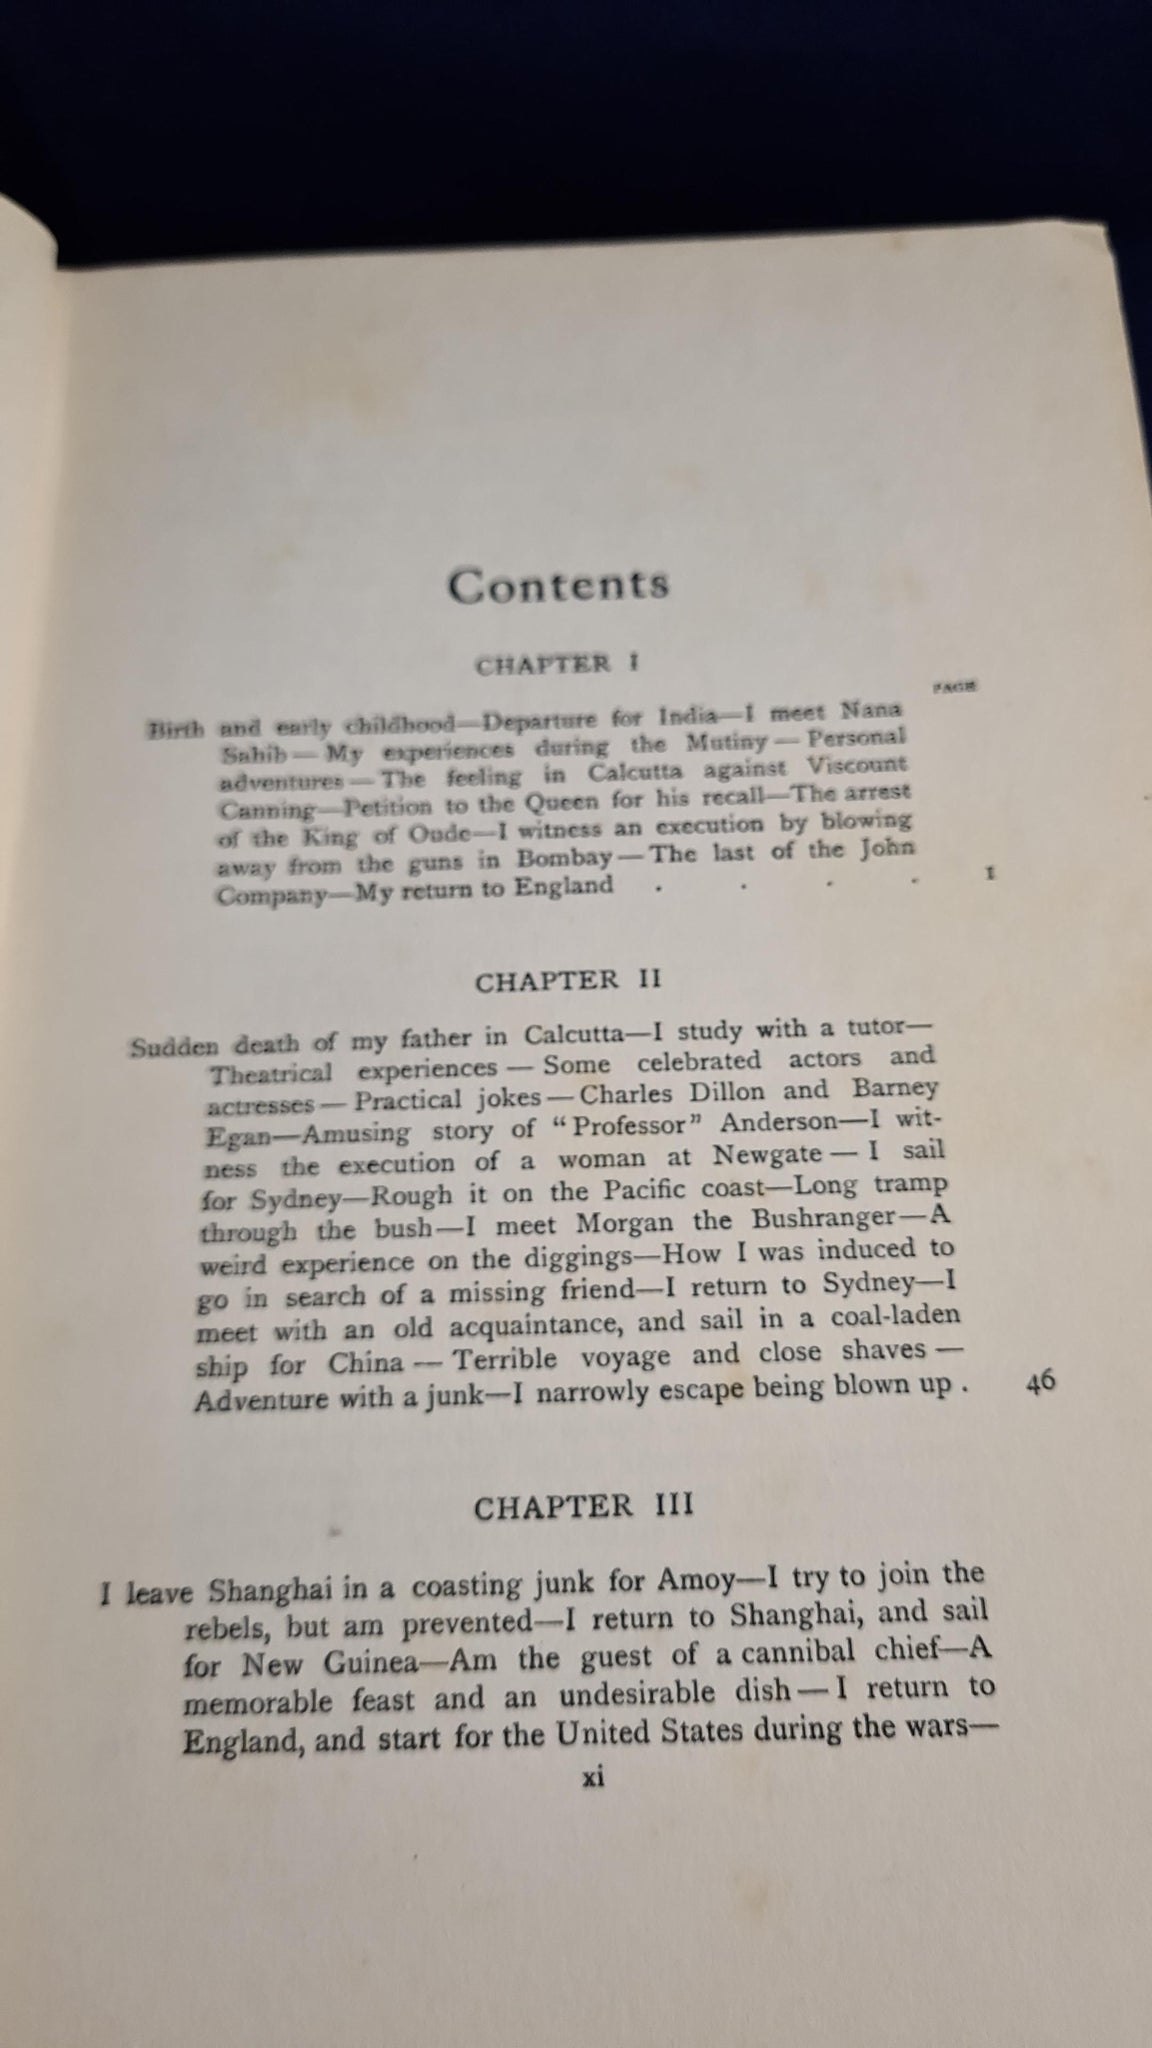 Contents
CHAPTER I
PAGE
Birth and early childhood—Departure for India—I meet Nana
Sahib — My experiences during the Mutiny — Personal
adventures — The feeling in Calcutta against Viscount
Canning—Petition to the Queen for his recall—The arrest
of the King of Oude—I witness an execution by blowing
away from the guns in Bombay — The last of the John
Company—My return to England . . . . 1
CHAPTER II
Sudden death of my father in Calcutta—I study with a tutor—
Theatrical experiences — Some celebrated actors and
actresses — Practical jokes — Charles Dillon and Barney
Egan—Amusing story of "Professor" Anderson—I wit-
ness the execution of a woman at Newgate — I sail
for Sydney—Rough it on the Pacific coast—Long tramp
through the bush—I meet Morgan the Bushranger—A
weird experience on the diggings—How I was induced to
go in search of a missing friend—I return to Sydney—I
meet with an old acquaintance, and sail in a coal-laden
ship for China — Terrible voyage and close shaves —
Adventure with a junk—I narrowly escape being blown up . 46
CHAPTER III
I leave Shanghai in a coasting junk for Amoy—I try to join the
rebels, but am prevented—I return to Shanghai, and sail
for New Guinea—Am the guest of a cannibal chief—A
memorable feast and an undesirable dish — I return to
England, and start for the United States during the wars—
xi